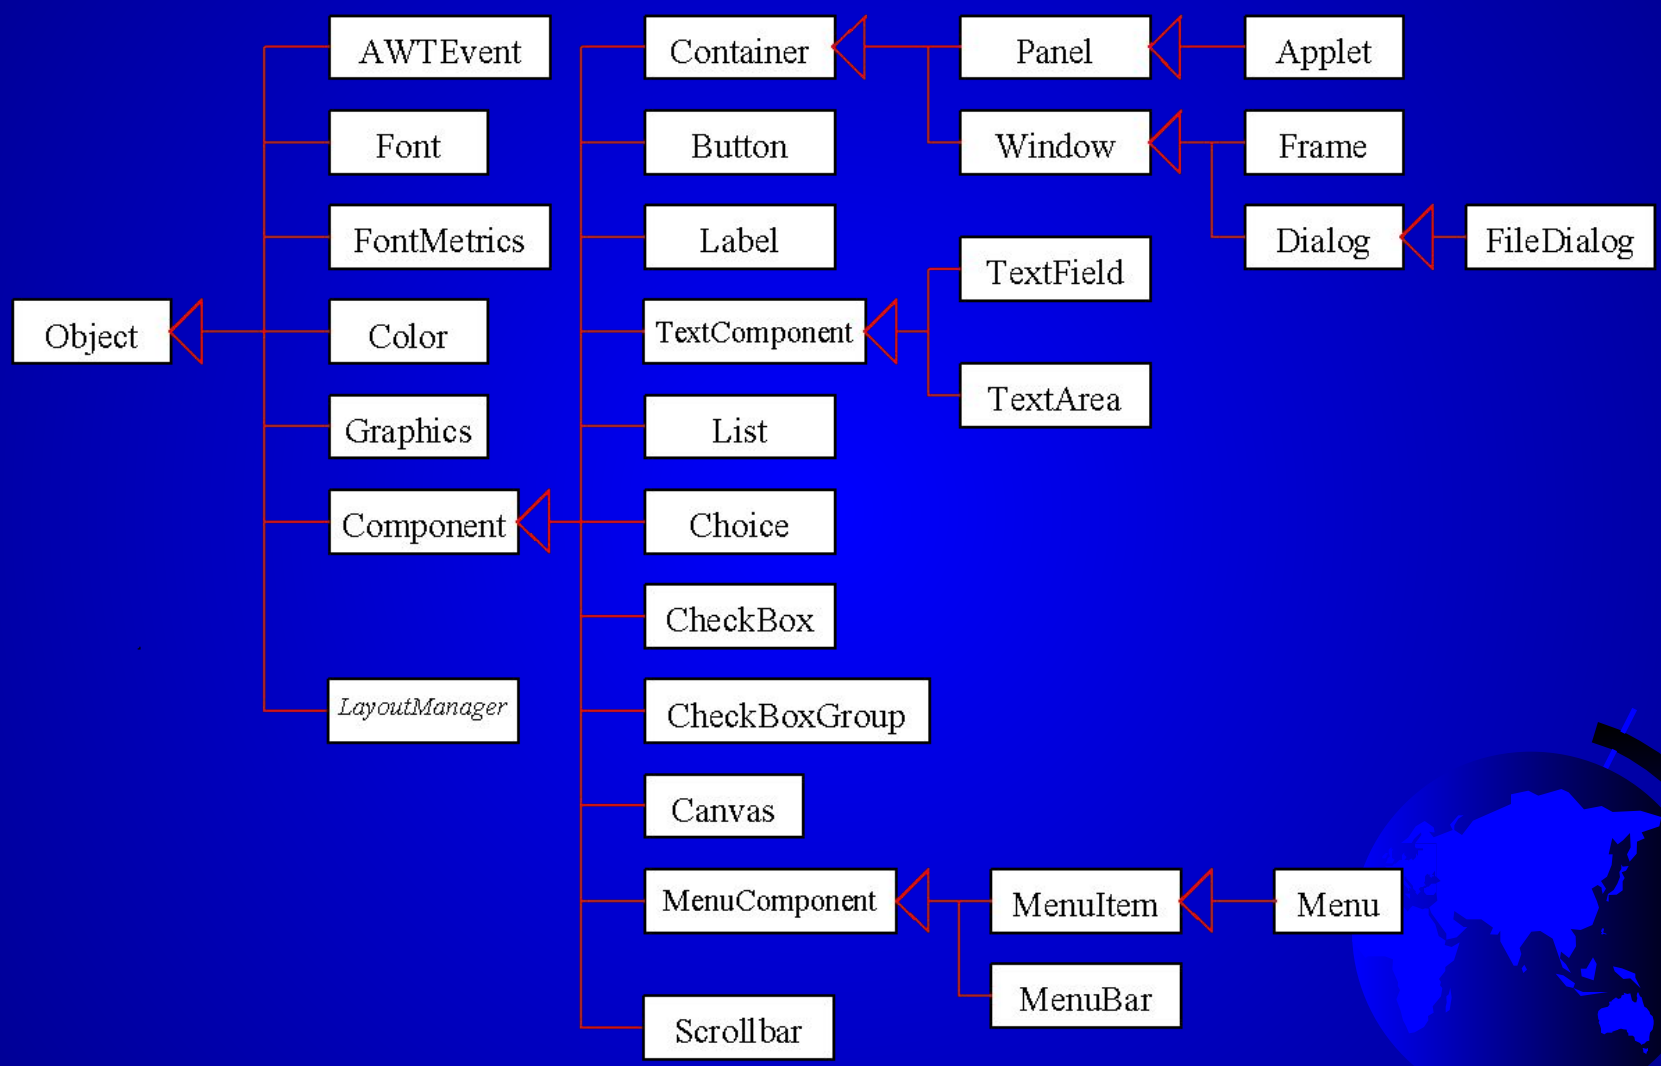 AWTEvent
Container
Panel
Applet
Font
Button
Window
Frame
FontMetrics
Label
Dialog
FileDialog
TextField
Object
Color
TextComponent
TextArea
Graphics
List
Component
Choice
CheckBox
LayoutManager
CheckBoxGroup
Canvas
MenuComponent
MenuItem
Menu
MenuBar
Scrollbar